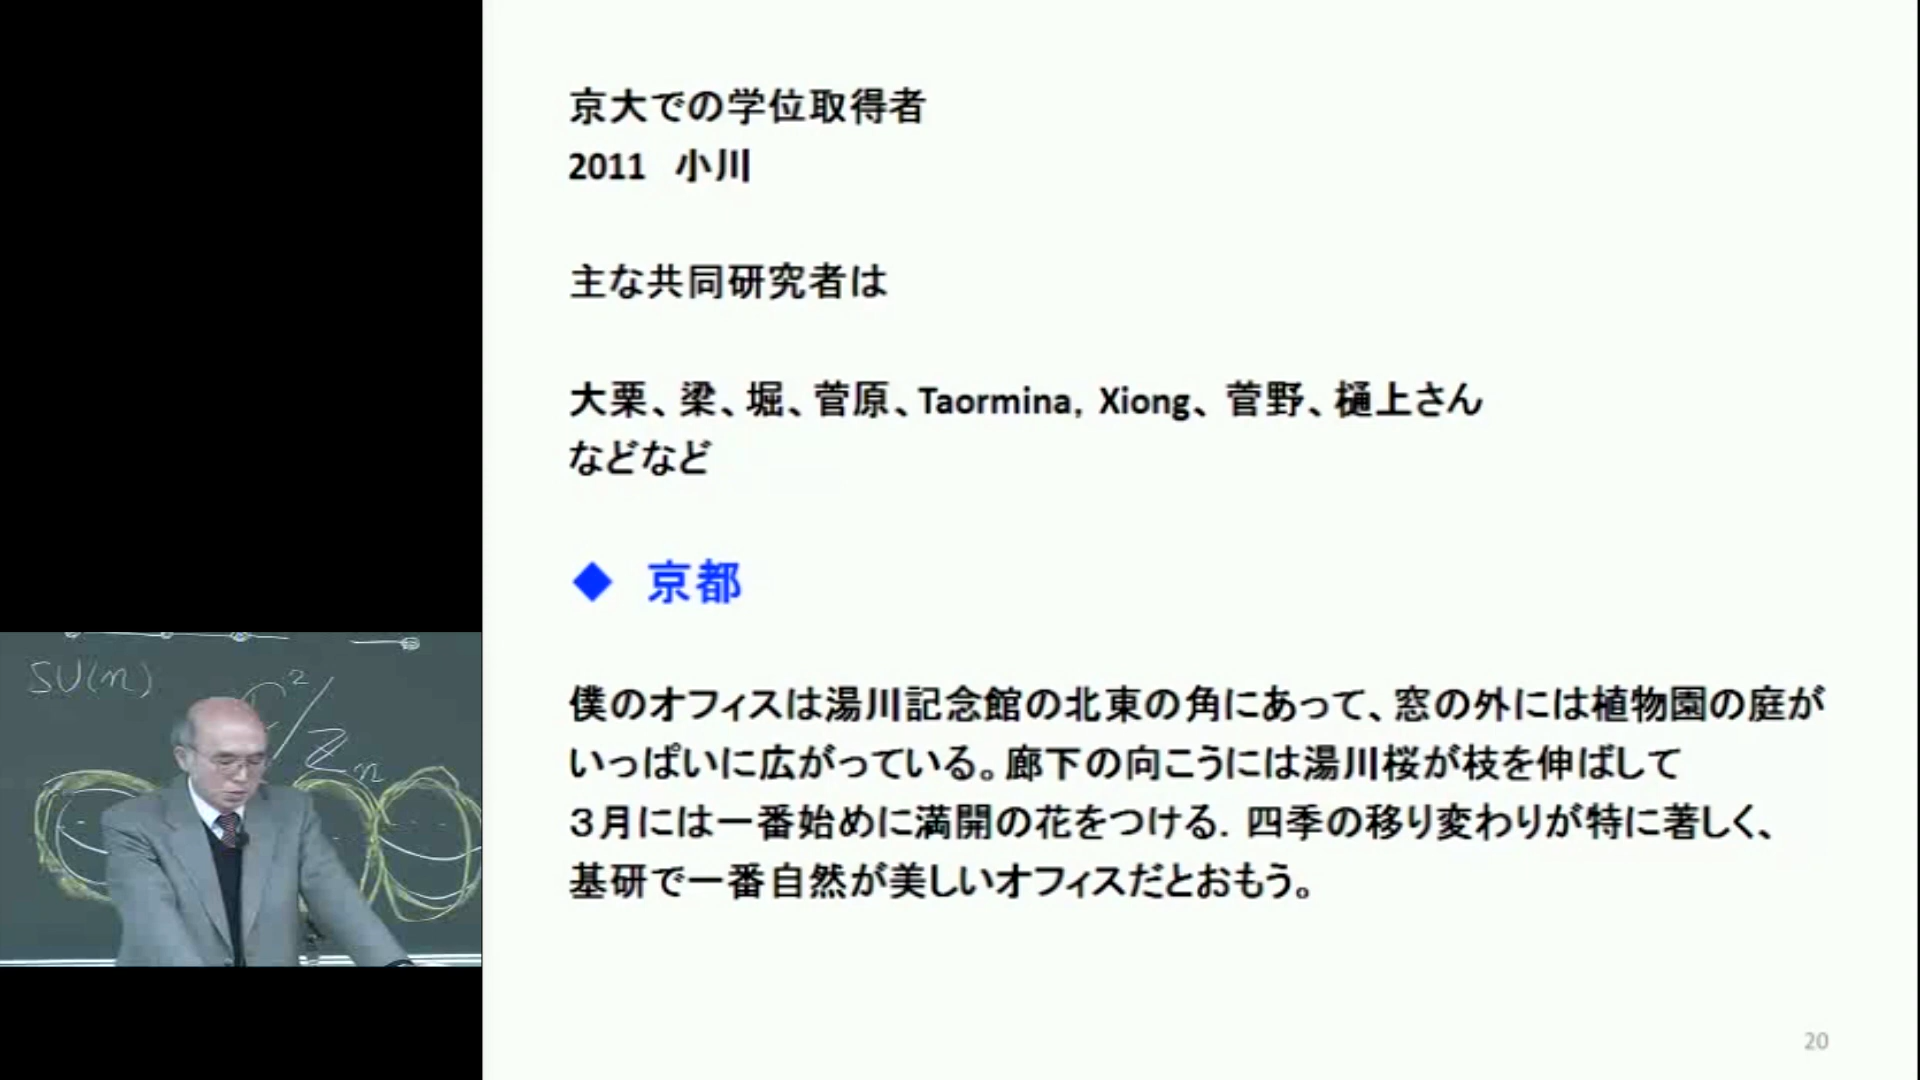 京大での学位取得者
2011 小川
主な共同研究者は
大栗、梁、堀、菅原、Taormina, Xiong、菅野、樋上さん
などなど
◆ 京都
僕のオフィスは湯川記念館の北東の角にあって、窓の外には植物園の庭が
いっぱいに広がっている。廊下の向こうには湯川桜が枝を伸ばして
３月には一番始めに満開の花をつける. 四季の移り変わりが特に著しく、
基研で一番自然が美しいオフィスだとおもう。
20
SU(n)
2/
Zn